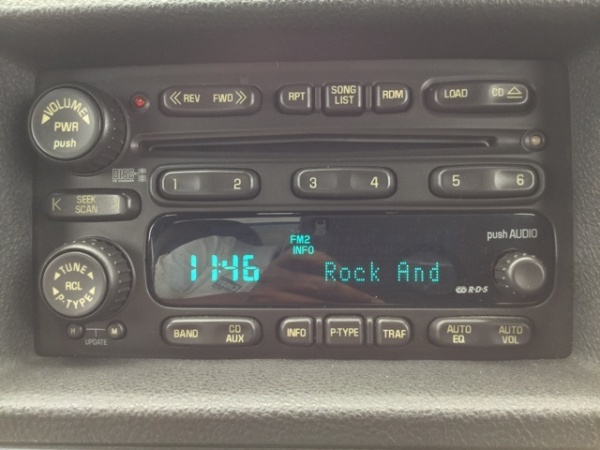 VOLUME
PWR
push
REV FWD
RPT
SONG
LIST
RDM
LOAD CD
DISC
1 2
3 4
5 6
K SEEK
SCAN
TUNE
RCL
P-TYPE
H M
UPDATE
FM2
INFO
11:46 Rock And
push AUDIO
R·D·S
BAND CD
AUX
INFO
P-TYPE
TRAF
AUTO
EQ
AUTO
VOL